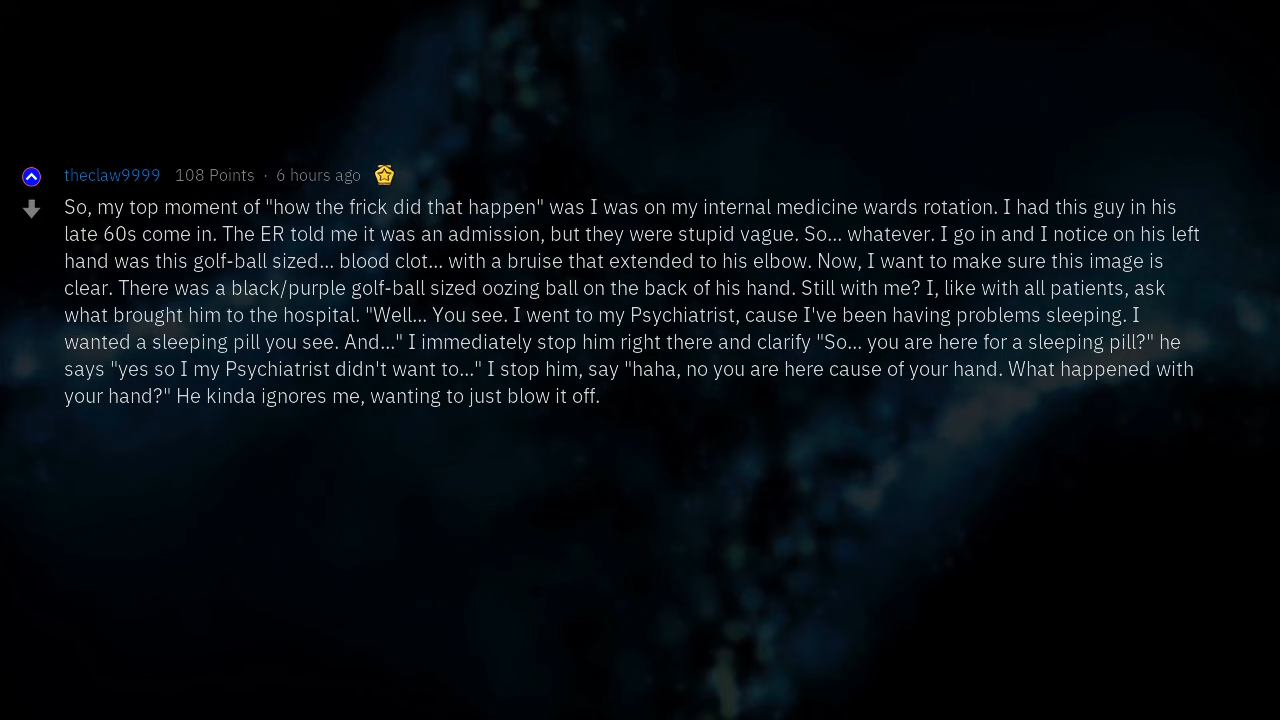 theclaw9999 108 Points · 6 hours ago
So, my top moment of "how the frick did that happen" was I was on my internal medicine wards rotation. I had this guy in his
late 60s come in. The ER told me it was an admission, but they were stupid vague. So... whatever. I go in and I notice on his left
hand was this golf-ball sized... blood clot... with a bruise that extended to his elbow. Now, I want to make sure this image is
clear. There was a black/purple golf-ball sized oozing ball on the back of his hand. Still with me? I, like with all patients, ask
what brought him to the hospital. "Well... You see. I went to my Psychiatrist, cause I've been having problems sleeping. I
wanted a sleeping pill you see. And..." I immediately stop him right there and clarify "So... you are here for a sleeping pill?" he
says "yes so I my Psychiatrist didn't want to..." I stop him, say "haha, no you are here cause of your hand. What happened with
your hand?" He kinda ignores me, wanting to just blow it off.